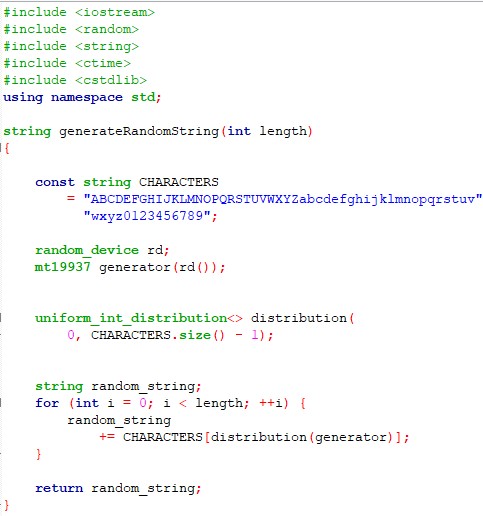 #include <iostream>
#include <random>
#include <string>
#include <ctime>
#include <cstdlib>
using namespace std;
string generateRandomString(int length)
{
const string CHARACTERS
= "ABCDEFGHIJKLMNOPQRSTUVWXYZabcdefghijklmnopqrstuv"
"wxyz0123456789";
random_device rd;
mt19937 generator(rd());
uniform_int_distribution<> distribution(
0, CHARACTERS.size() - 1);
string random_string;
for (int i = 0; i < length; ++i) {
random_string
+= CHARACTERS[distribution(generator)];
}
return random_string;
}